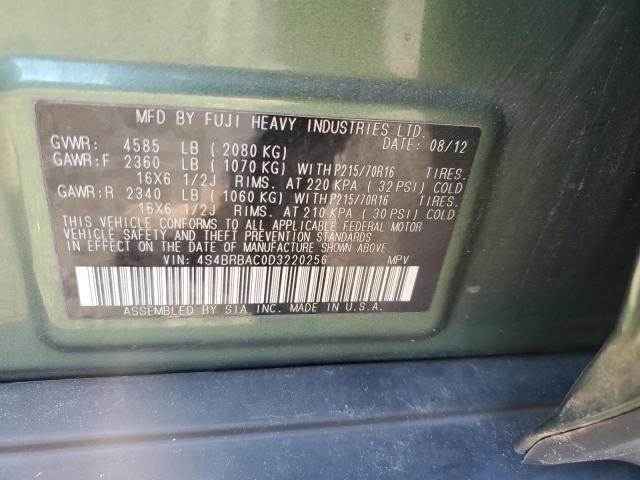 MFD BY FUJI HEAVY INDUSTRIES LTD.
GVWR: 4585 LB ( 2080 KG) DATE: 08/12
GAWR:F 2360 LB ( 1070 KG) WITHP215/70R16 TIRES.
16X6 1/2J RIMS. AT 220 KPA ( 32 PSI) COLD
GAWR:R 2340 LB ( 1060 KG) WITHP215/70R16 TIRES.
16X6 1/2J RIMS. AT 210 KPA ( 30 PSI) COLD
THIS VEHICLE CONFORMS TO ALL APPLICABLE FEDERAL MOTOR
VEHICLE SAFETY AND THEFT PREVENTION STANDARDS
IN EFFECT ON THE DATE OF MANUFACTURE SHOWN ABOVE.
VIN: 4S4BRBAC0D3220256 MPV
ASSEMBLED BY SIA INC. MADE IN U.S.A.